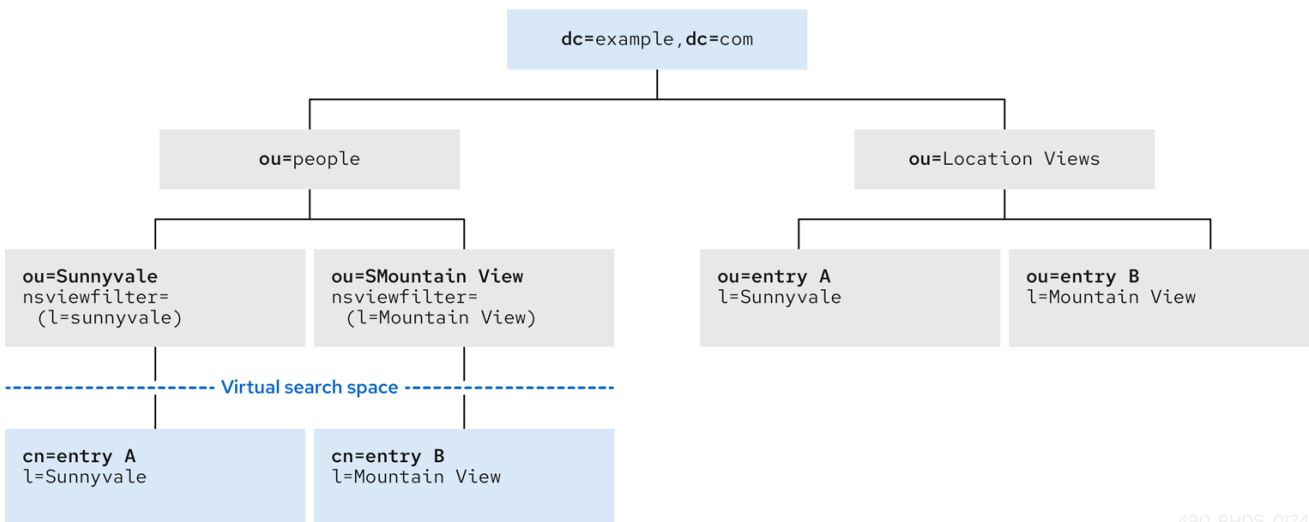 dc=example,dc=com
ou=people
ou=Location Views
ou=Sunnyvale
nsviewfilter=
(l=sunnyvale)
ou=SMountain View
nsviewfilter=
(l=Mountain View)
ou=entry A
l=Sunnyvale
ou=entry B
l=Mountain View
Virtual search space
cn=entry A
l=Sunnyvale
cn=entry B
l=Mountain View
490_RHDS_0124